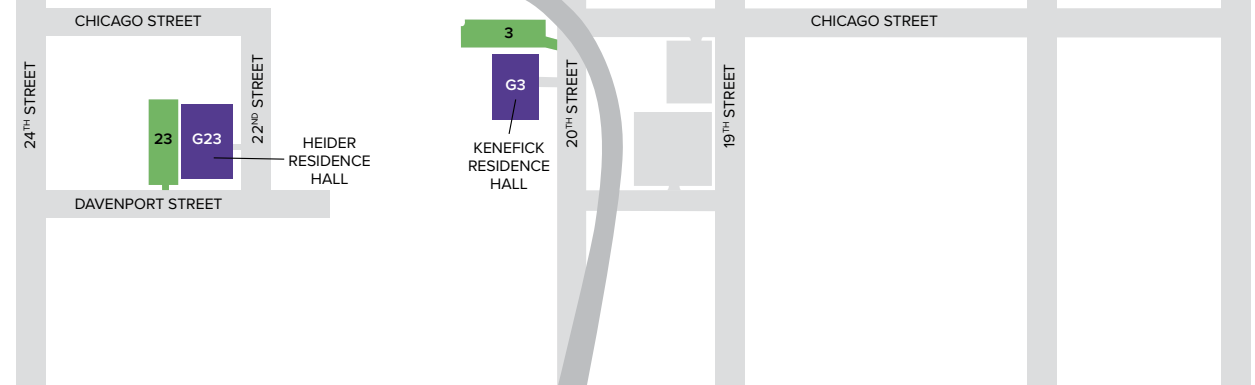 CHICAGO STREET
CHICAGO STREET
3
24TH STREET
22ND STREET
G3
20TH STREET
19TH STREET
23
G23
HEIDER
RESIDENCE
HALL
KENEFICK
RESIDENCE
HALL
DAVENPORT STREET